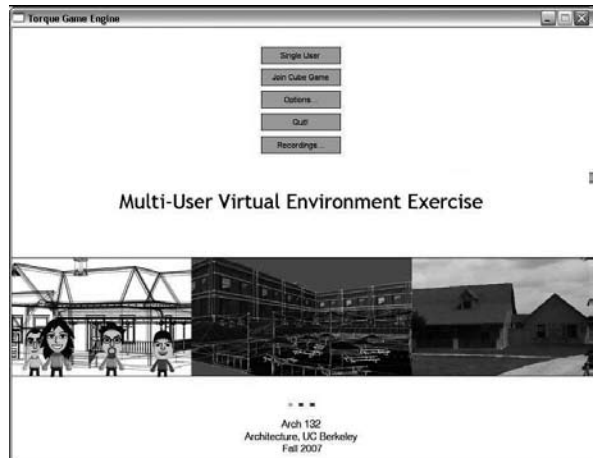 Torque Game Engine
Single User
Join Cube Game
Options...
Quit!
Recordings...
Multi-User Virtual Environment Exercise
Arch 132
Architecture, UC Berkeley
Fall 2007